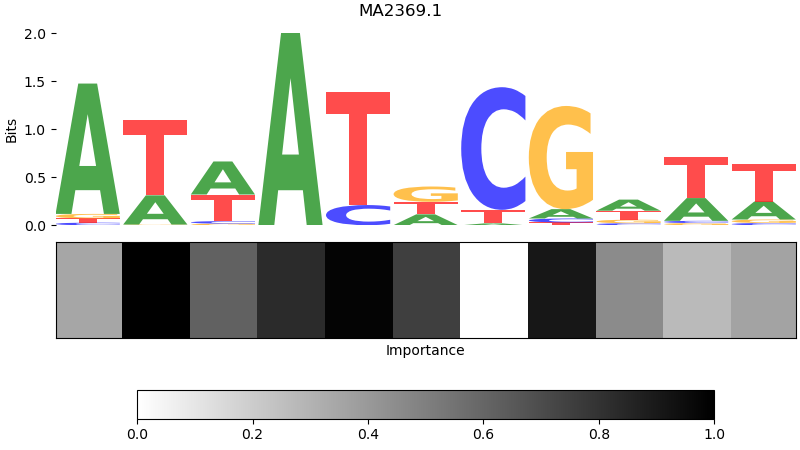 MA2369.1
2.0
1.5
1.0
0.5
0.0
Bits
A T A A T G C G A T T
G A T C T T A T A A
T A A C C G
Importance
0.0 0.2 0.4 0.6 0.8 1.0